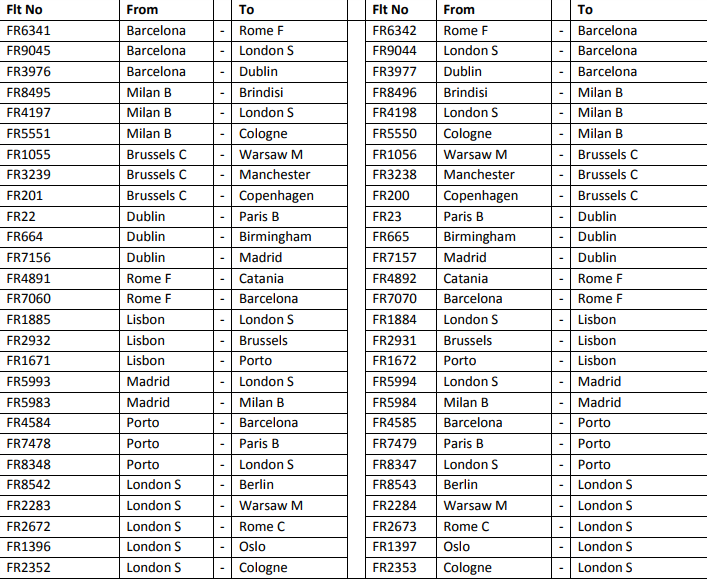 Flt No From To Flt No From To
FR6341 Barcelona - Rome F FR6342 Rome F - Barcelona
FR9045 Barcelona - London S FR9044 London S - Barcelona
FR3976 Barcelona - Dublin FR3977 Dublin - Barcelona
FR8495 Milan B - Brindisi FR8496 Brindisi - Milan B
FR4197 Milan B - London S FR4198 London S - Milan B
FR5551 Milan B - Cologne FR5550 Cologne - Milan B
FR1055 Brussels C - Warsaw M FR1056 Warsaw M - Brussels C
FR3239 Brussels C - Manchester FR3238 Manchester - Brussels C
FR201 Brussels C - Copenhagen FR200 Copenhagen - Brussels C
FR22 Dublin - Paris B FR23 Paris B - Dublin
FR664 Dublin - Birmingham FR665 Birmingham - Dublin
FR7156 Dublin - Madrid FR7157 Madrid - Dublin
FR4891 Rome F - Catania FR4892 Catania - Rome F
FR7060 Rome F - Barcelona FR7070 Barcelona - Rome F
FR1885 Lisbon - London S FR1884 London S - Lisbon
FR2932 Lisbon - Brussels FR2931 Brussels - Lisbon
FR1671 Lisbon - Porto FR1672 Porto - Lisbon
FR5993 Madrid - London S FR5994 London S - Madrid
FR5983 Madrid - Milan B FR5984 Milan B - Madrid
FR4584 Porto - Barcelona FR4585 Barcelona - Porto
FR7478 Porto - Paris B FR7479 Paris B - Porto
FR8348 Porto - London S FR8347 London S - Porto
FR8542 London S - Berlin FR8543 Berlin - London S
FR2283 London S - Warsaw M FR2284 Warsaw M - London S
FR2672 London S - Rome C FR2673 Rome C - London S
FR1396 London S - Oslo FR1397 Oslo - London S
FR2352 London S - Cologne FR2353 Cologne - London S